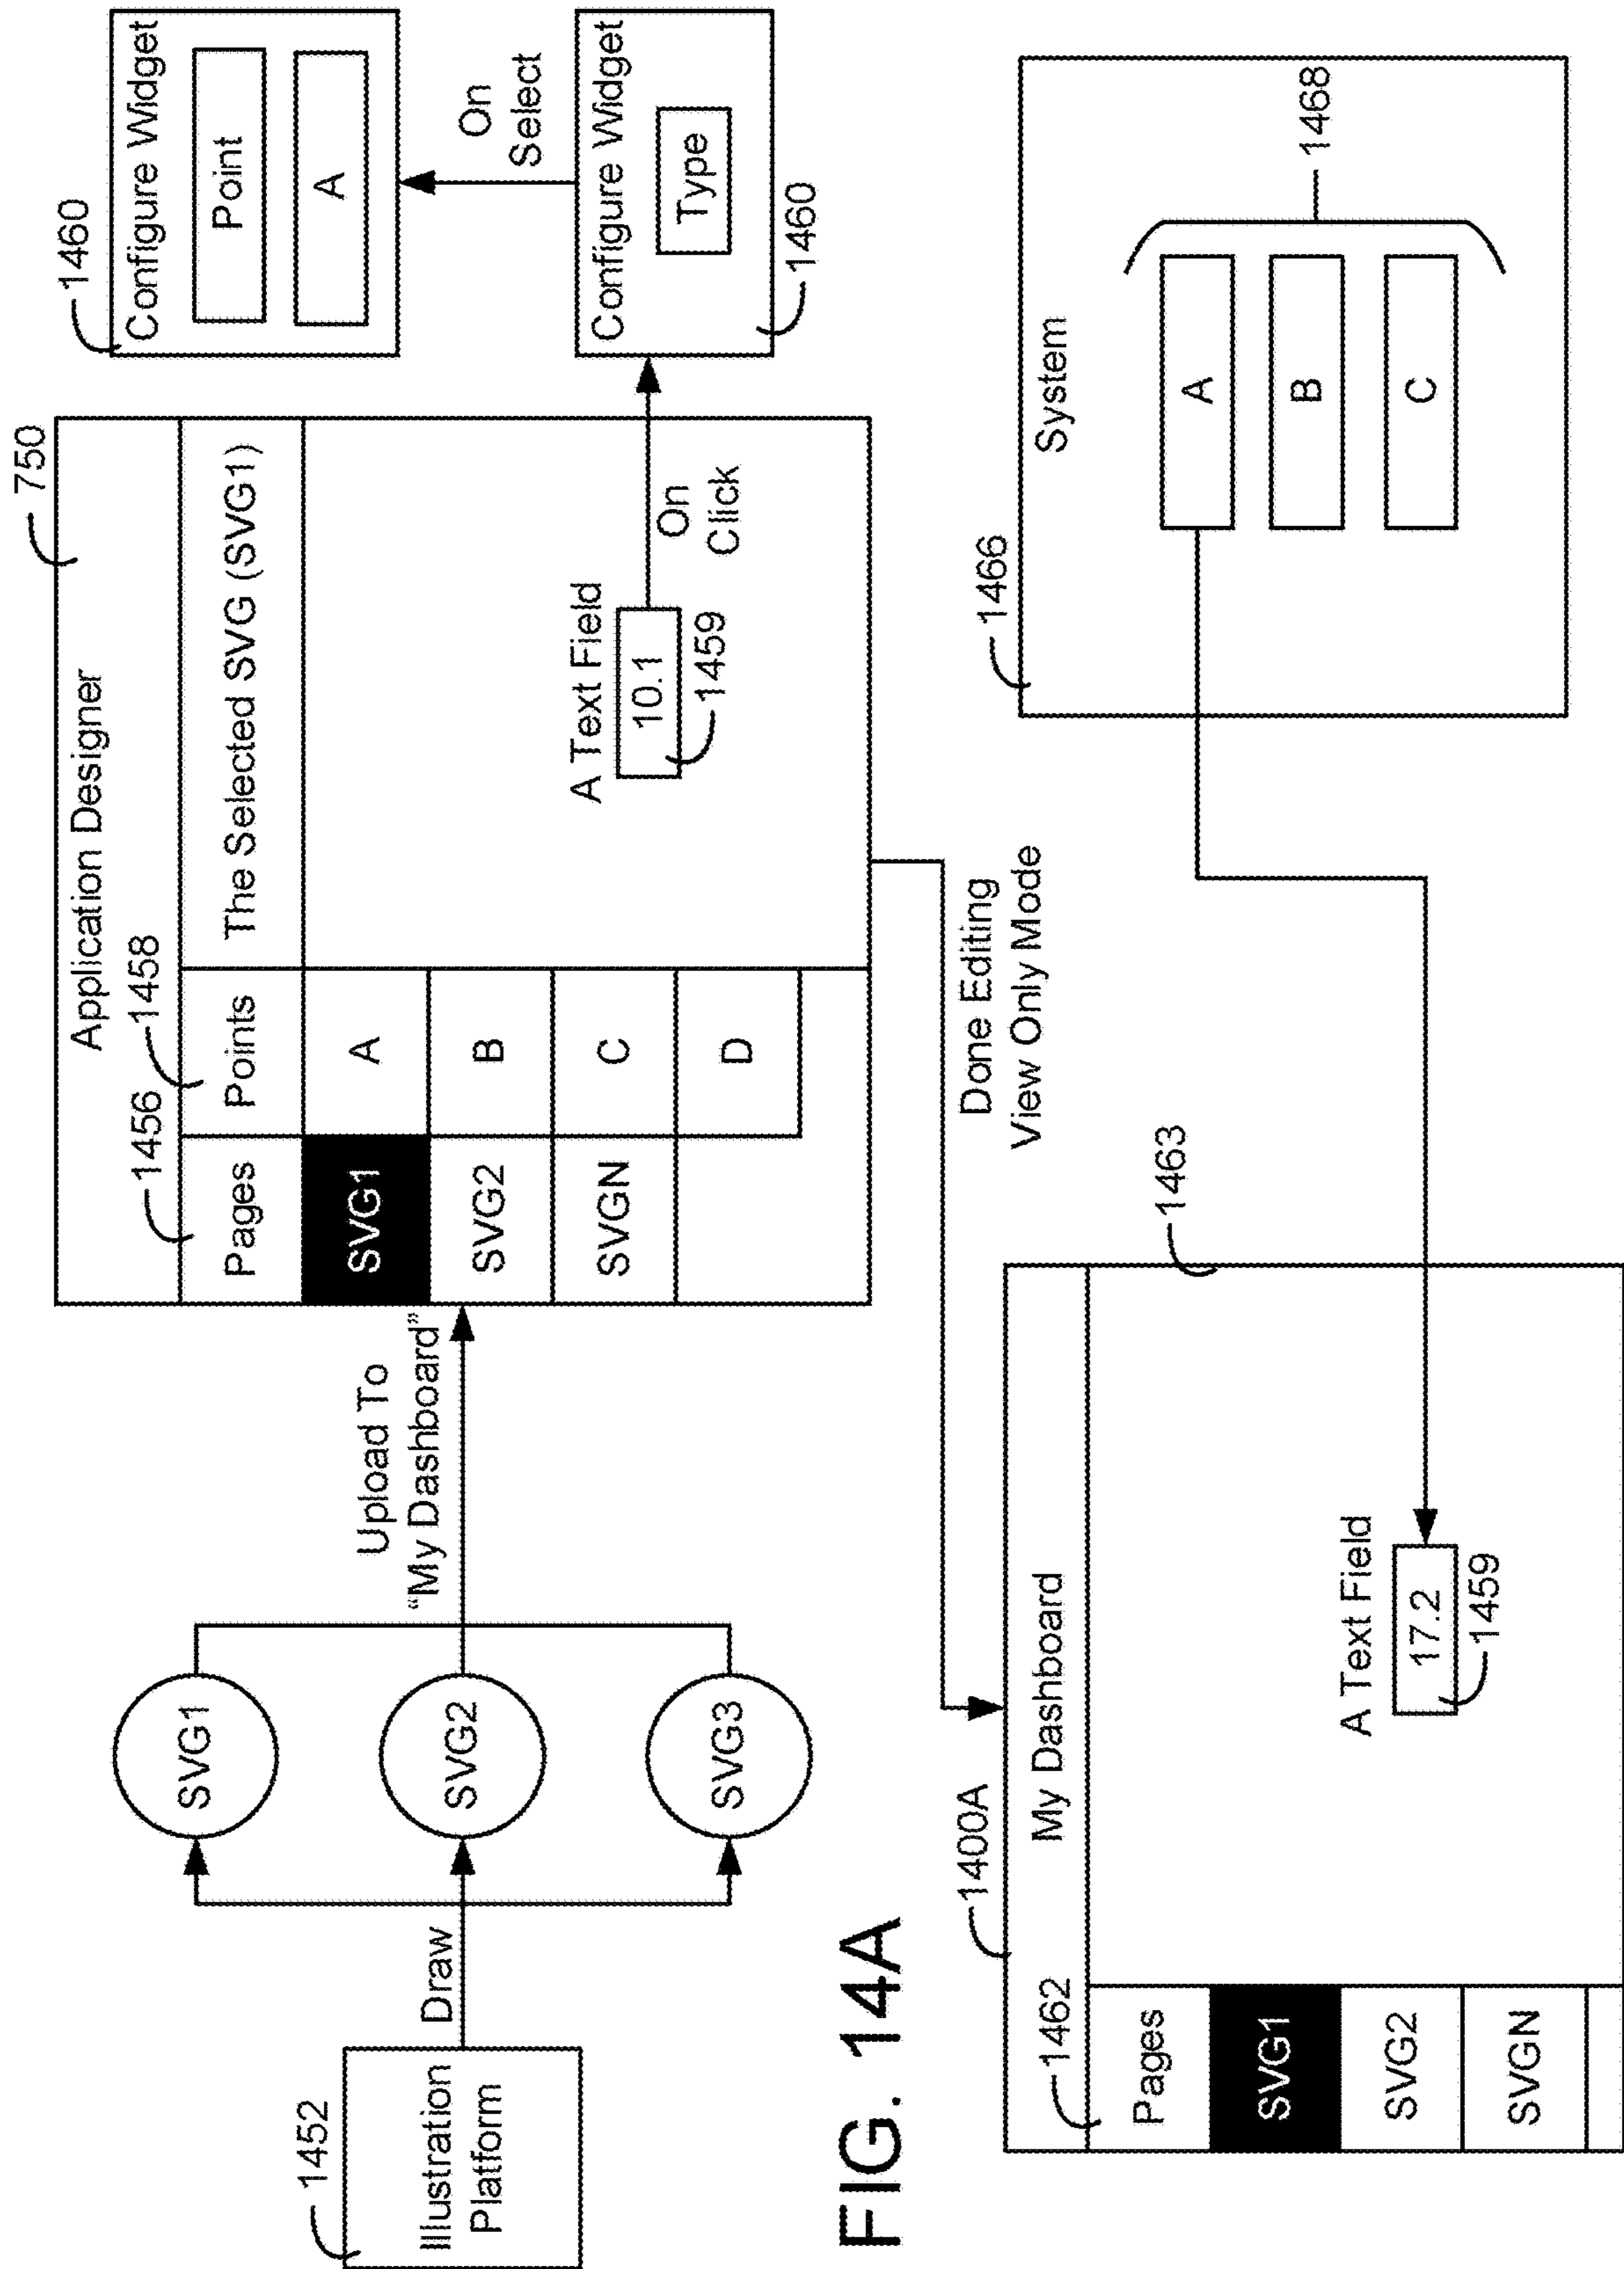 1452
Illustration
Platform
Draw
SVG1
SVG2
SVG3
Upload To
“My Dashboard”
750
Application Designer
1456
1458
Pages
Points
The Selected SVG (SVG1)
SVG1
A
SVG2
B
SVGN
C
D
A Text Field
10.1
1459
On
Click
1460
Configure Widget
Point
A
On
Select
Configure Widget
Type
1460
Done Editing
View Only Mode
FIG. 14A
1400A
My Dashboard
1462
Pages
SVG1
SVG2
SVGN
1463
A Text Field
17.2
1459
1466
System
A
B
C
1468